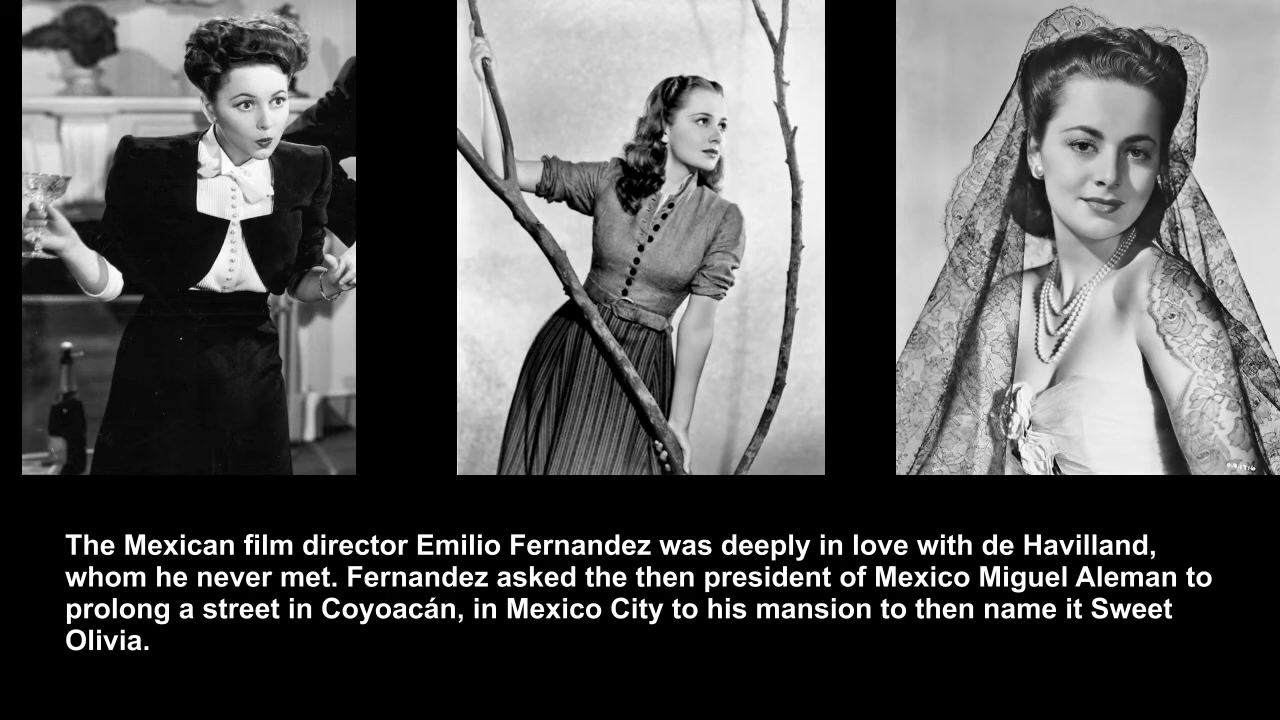 The Mexican film director Emilio Fernandez was deeply in love with de Havilland,
whom he never met. Fernandez asked the then president of Mexico Miguel Aleman to
prolong a street in Coyoacán, in Mexico City to his mansion to then name it Sweet
Olivia.